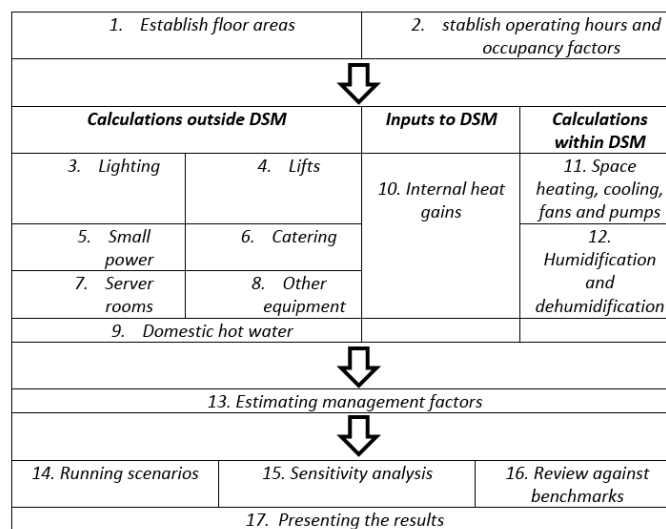 1. Establish floor areas
2. stablish operating hours and
occupancy factors
Calculations outside DSM
Inputs to DSM
Calculations
within DSM
3. Lighting
4. Lifts
10. Internal heat
gains
11. Space
heating, cooling,
fans and pumps
5. Small
power
6. Catering
12.
Humidification
and
dehumidification
7. Server
rooms
8. Other
equipment
9. Domestic hot water
13. Estimating management factors
14. Running scenarios
15. Sensitivity analysis
16. Review against
benchmarks
17. Presenting the results